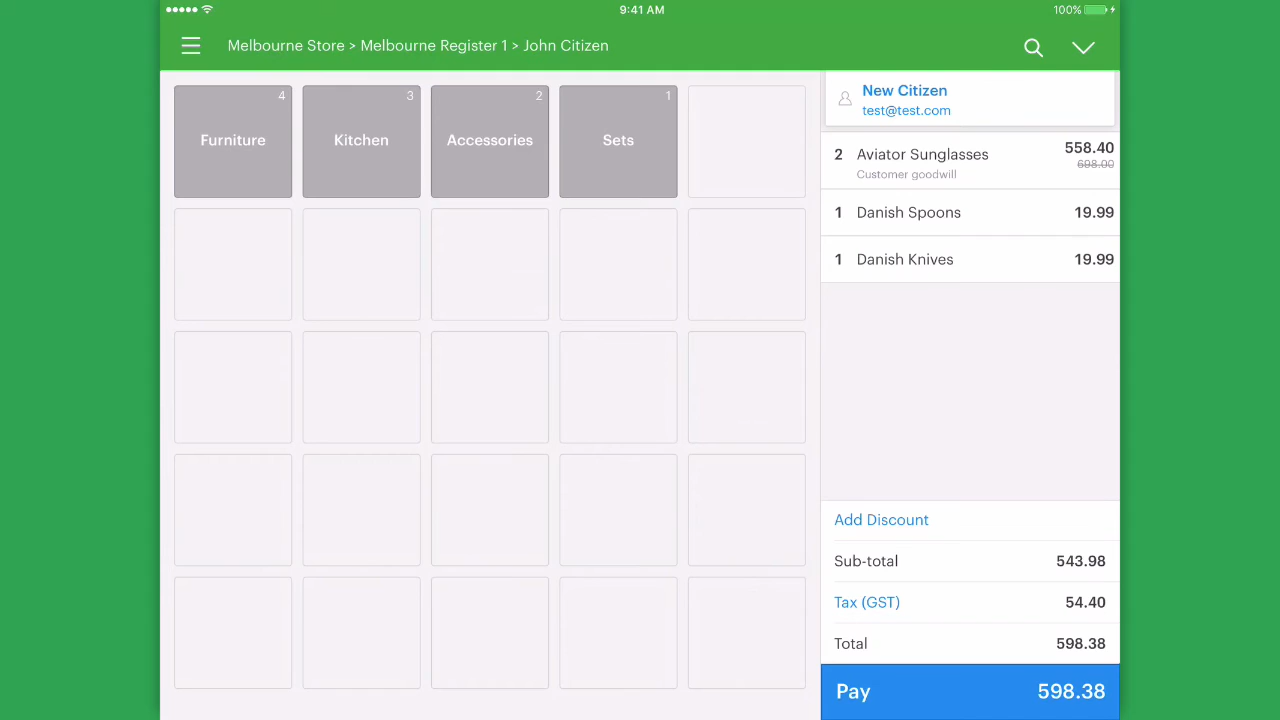 9:41 AM
100%
Melbourne Store > Melbourne Register 1 > John Citizen
4
Furniture
3
Kitchen
2
Accessories
1
Sets
New Citizen
test@test.com
2 Aviator Sunglasses 558.40
698.00
Customer goodwill
1 Danish Spoons 19.99
1 Danish Knives 19.99
Add Discount
Sub-total 543.98
Tax (GST) 54.40
Total 598.38
Pay 598.38